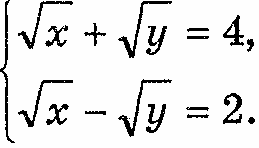 √x + √y = 4,
√x − √y = 2.